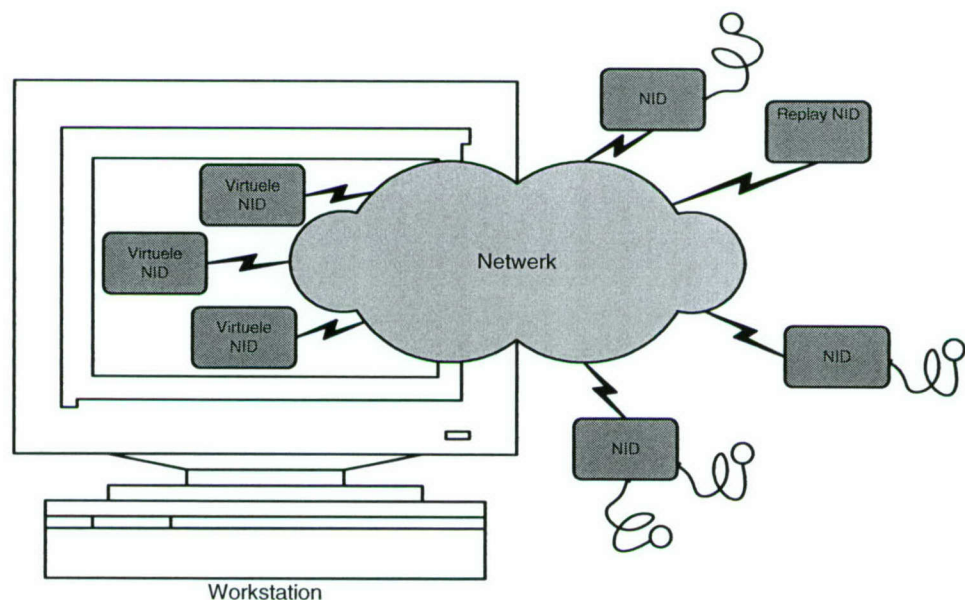 NID
Replay NID
Virtuele
NID
Virtuele
NID
Netwerk
Virtuele
NID
NID
NID
Workstation